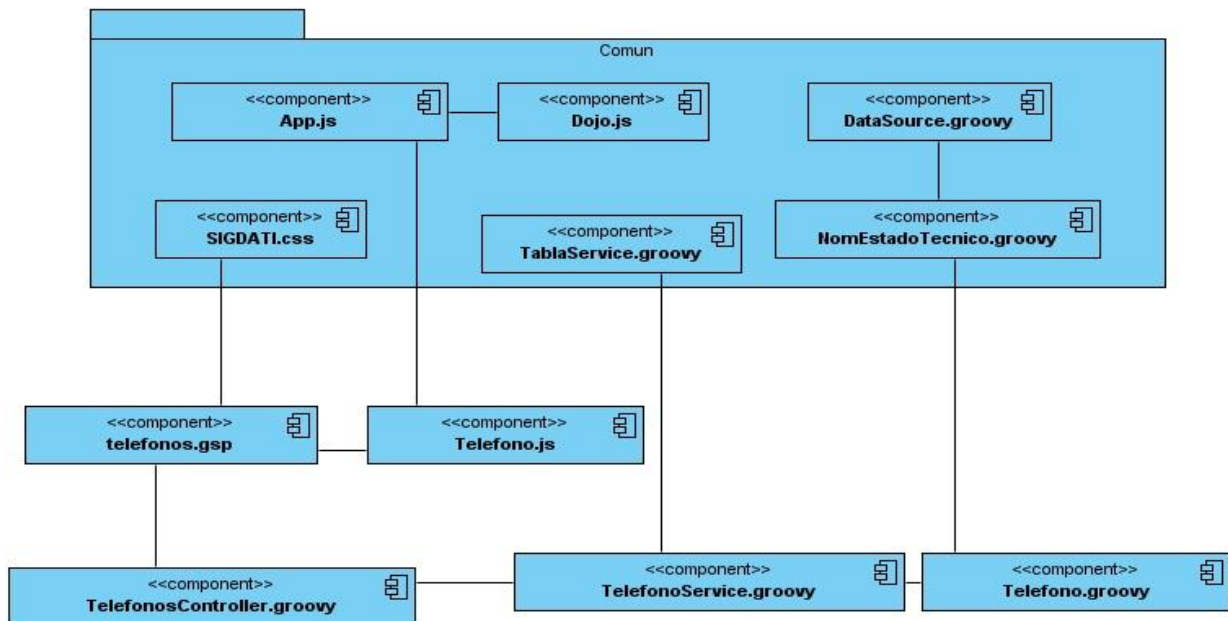 Comun
<<component>>
App.js
<<component>>
Dojo.js
<<component>>
DataSource.groovy
<<component>>
SIGDATI.css
<<component>>
TablaService.groovy
<<component>>
NomEstadoTecnico.groovy
<<component>>
telefonos.gsp
<<component>>
Telefono.js
<<component>>
TelefonosController.groovy
<<component>>
TelefonoService.groovy
<<component>>
Telefono.groovy